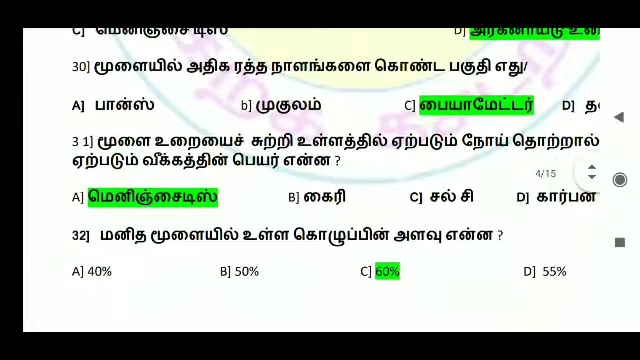 30] மூளையில் அதிக ரத்த நாளங்களை கொண்ட பகுதி எது/
A] பான்ஸ் b] முகுலம் C] பையாமேட்டர் D]
3 1] மூளை உறையைச் சுற்றி உள்ளத்தில் ஏற்படும் நோய் தொற்றால்
ஏற்படும் வீக்கத்தின் பெயர் என்ன ?
4/15
A] மெனிஞ்சைடிஸ் B] கைரி C] சல் சி D] கார்பன
32] மனித மூளையில் உள்ள கொழுப்பின் அளவு என்ன ?
A] 40% B] 50% C] 60% D] 55%